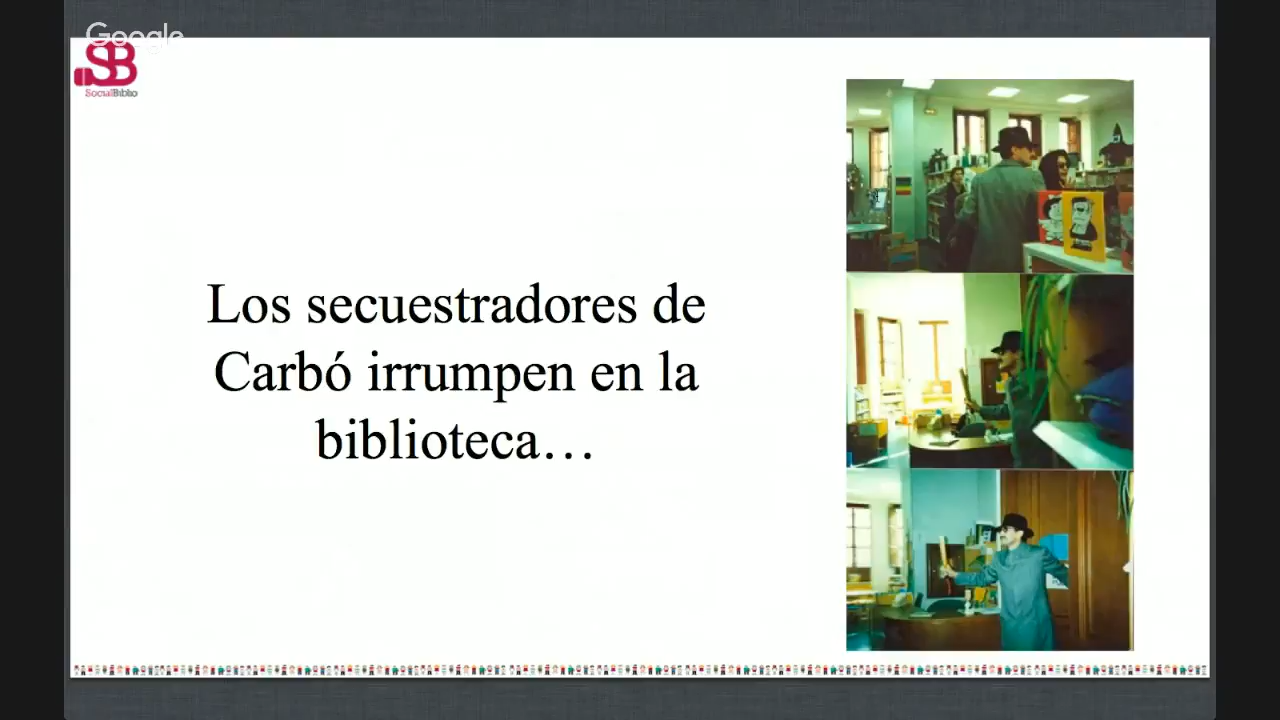 Google
SB
SocialBiblio
Los secuestradores de
Carbó irrumpen en la
biblioteca…